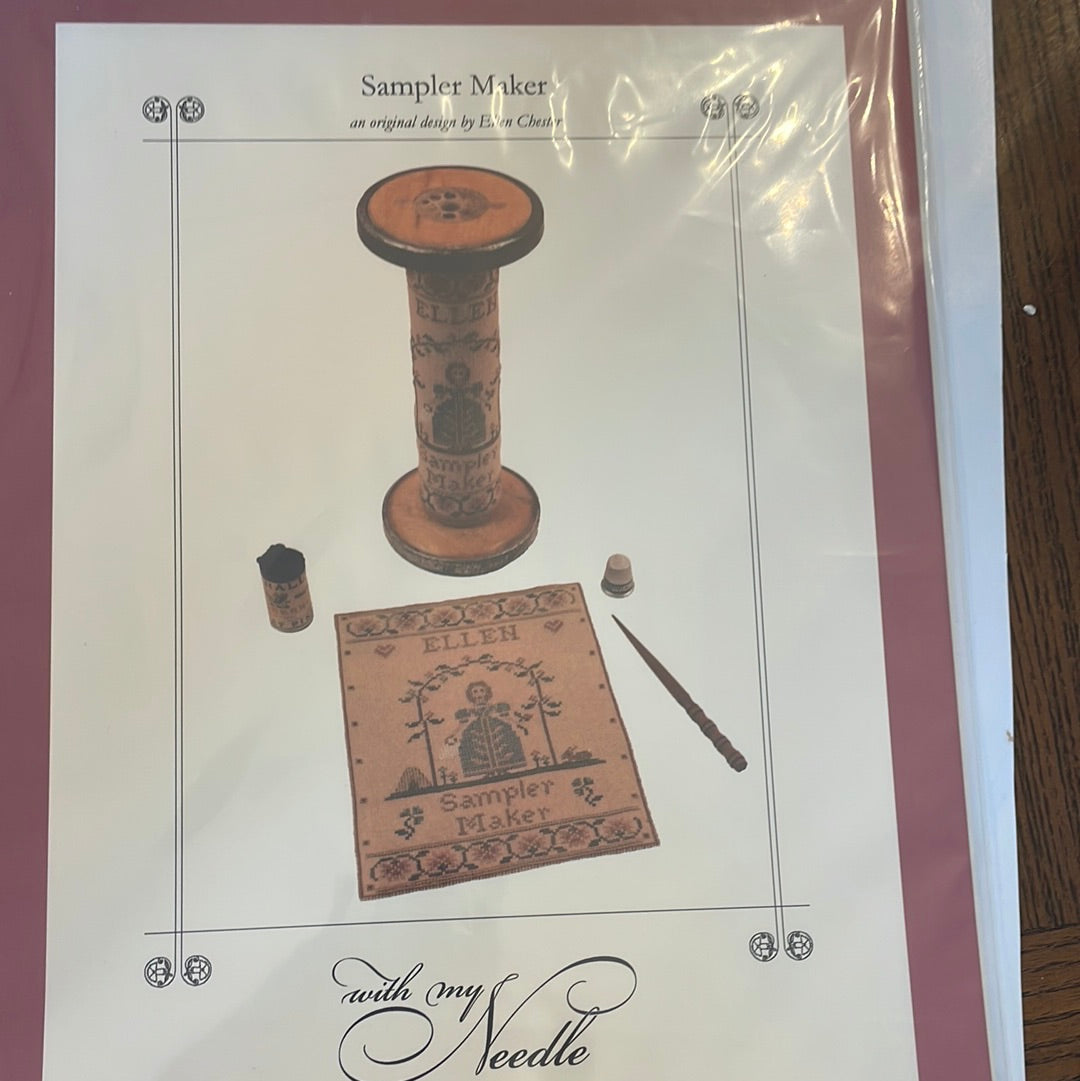 Sampler Maker
an original design by Ellen Chester
ELLEN
Sampler
Maker
ELLEN
Sampler
Maker
with my
Needle